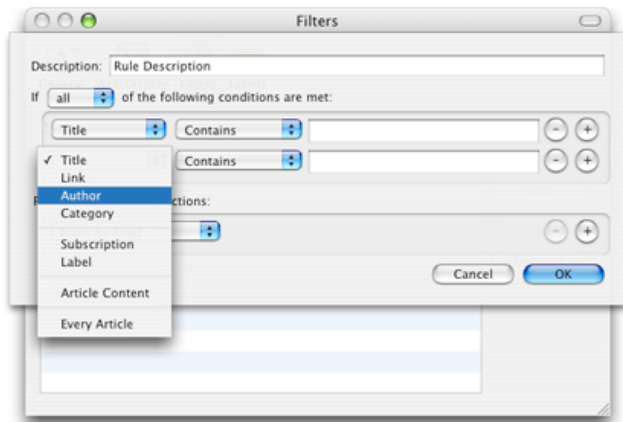 Filters
Description: Rule Description
If all of the following conditions are met:
Title Contains
✓ Title Contains
Link
Author
ctions:
Category
Subscription
Label
Article Content
Every Article
Cancel OK